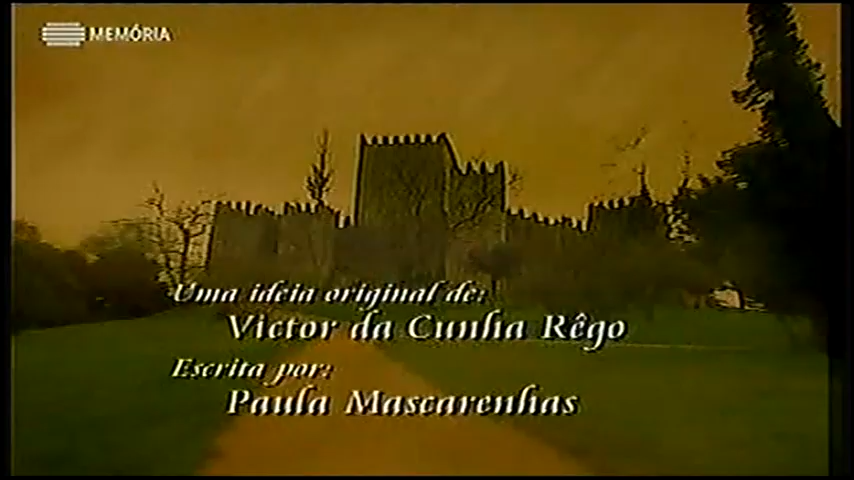 MEMÓRIA
Uma ideia original de:
Victor da Cunha Rêgo
Escrita por:
Paula Mascarenhas